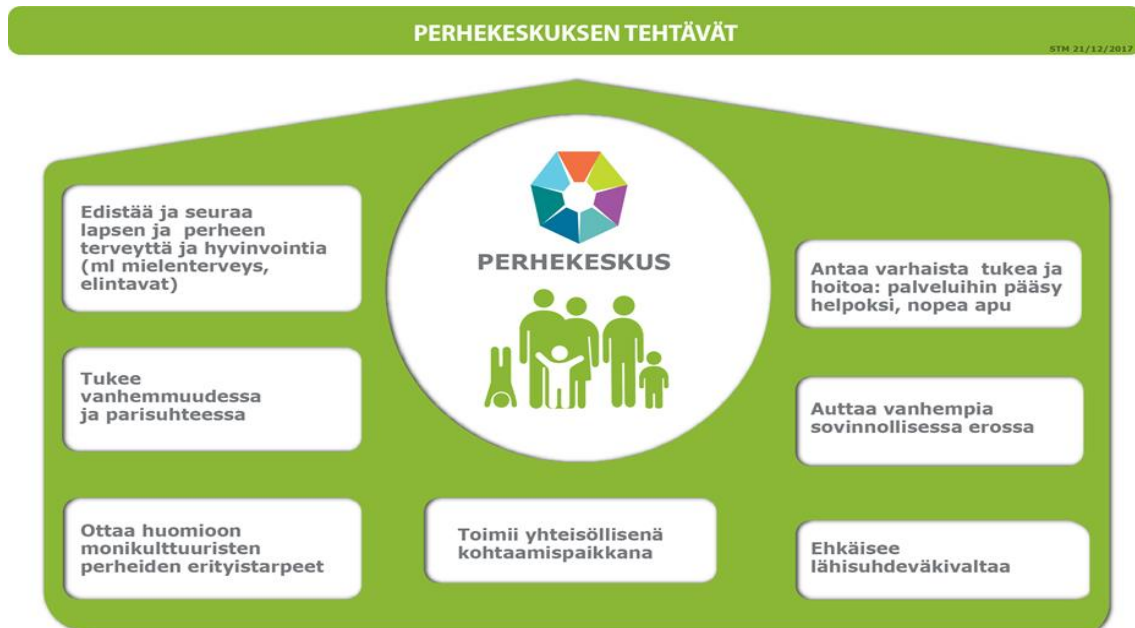 PERHEKESKUKSEN TEHTÄVÄT
STM 21/12/2017
PERHEKESKUS
Edistää ja seuraa
lapsen ja perheen
terveyttä ja hyvinvointia
(ml mielenterveys,
elintavat)
Tukee
vanhemmuudessa
ja parisuhteessa
Ottaa huomioon
monikulttuuristen
perheiden erityistarpeet
Toimii yhteisöllisenä
kohtaamispaikkana
Antaa varhaista tukea ja
hoitoa: palveluihin pääsy
helpoksi, nopea apu
Auttaa vanhempia
sovinnollisessa erossa
Ehkäisee
lähisuhdeväkivaltaa